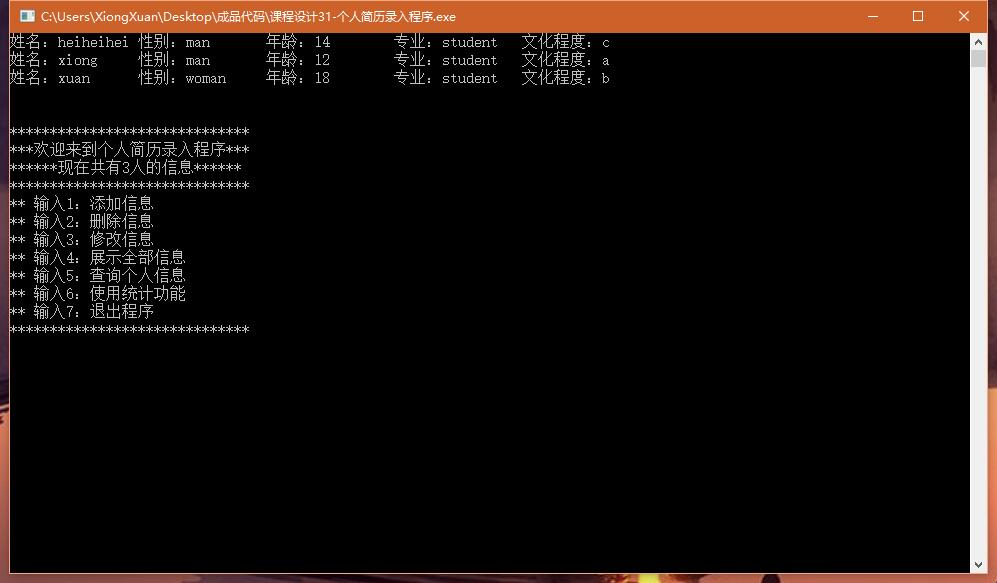 C:\Users\XiongXuan\Desktop\成品代码\课程设计31-个人简历录入程序.exe
姓名：heiheihei 性别：man 年龄：14 专业：student 文化程度：c
姓名：xiong 性别：man 年龄：12 专业：student 文化程度：a
姓名：xuan 性别：woman 年龄：18 专业：student 文化程度：b
******************************
***欢迎来到个人简历录入程序***
******现在共有3人的信息******
******************************
** 输入1：添加信息
** 输入2：删除信息
** 输入3：修改信息
** 输入4：展示全部信息
** 输入5：查询个人信息
** 输入6：使用统计功能
** 输入7：退出程序
******************************